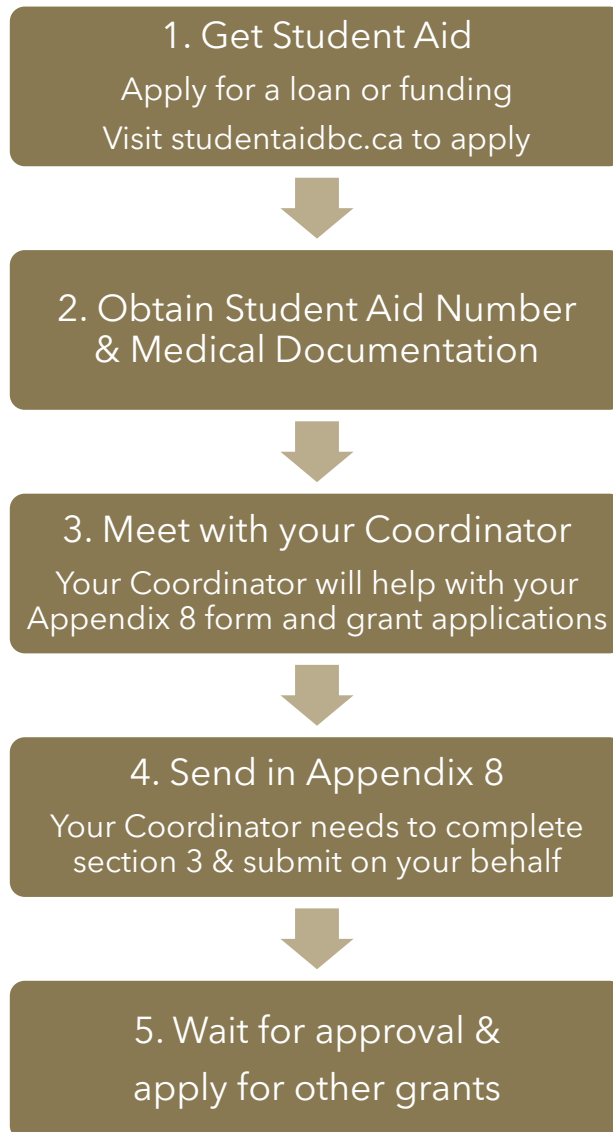 1. Get Student Aid
Apply for a loan or funding
Visit studentaidbc.ca to apply
2. Obtain Student Aid Number
& Medical Documentation
3. Meet with your Coordinator
Your Coordinator will help with your
Appendix 8 form and grant applications
4. Send in Appendix 8
Your Coordinator needs to complete
section 3 & submit on your behalf
5. Wait for approval &
apply for other grants